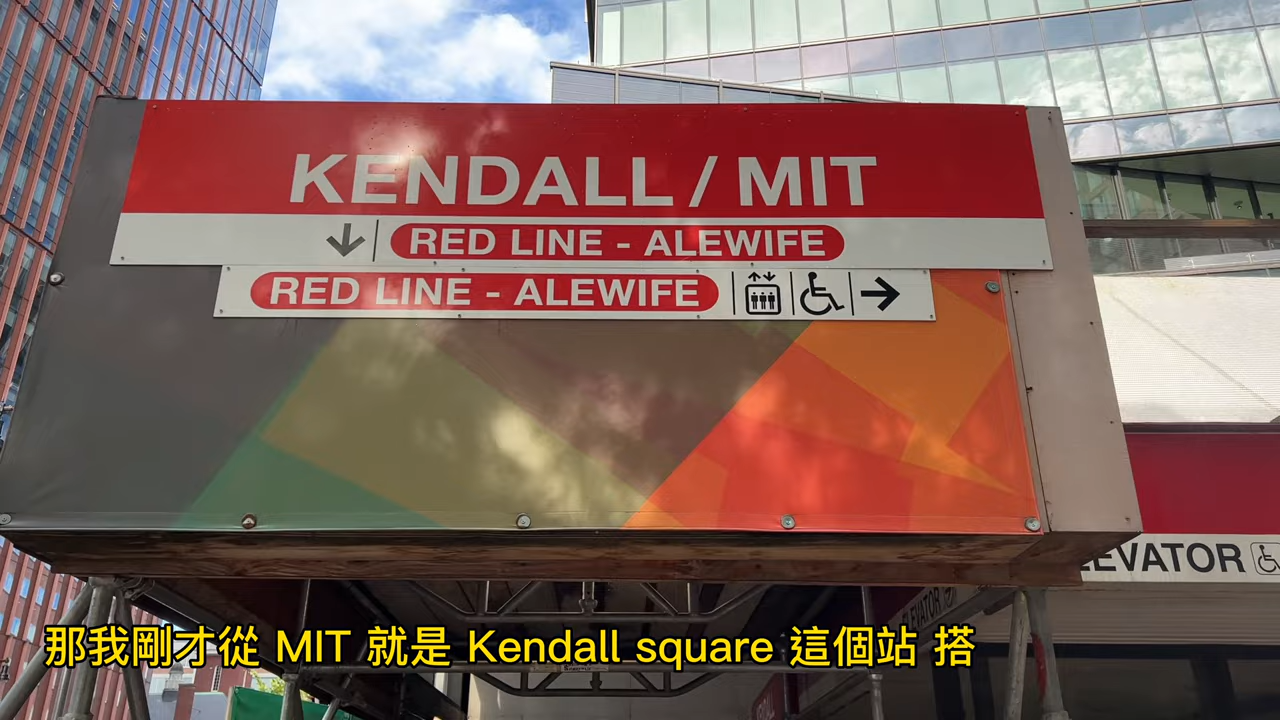 KENDALL / MIT
↓ RED LINE - ALEWIFE
RED LINE - ALEWIFE →
ELEVATOR
ELEVATOR
那我剛才從 MIT 就是 Kendall square 這個站 搭